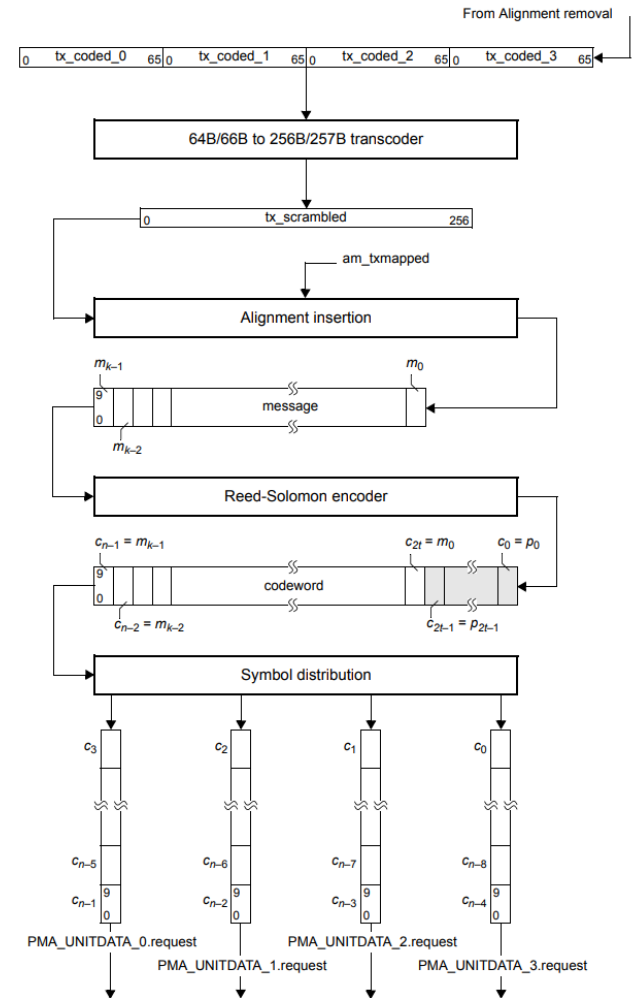 From Alignment removal
0 tx_coded_0 65 0 tx_coded_1 65 0 tx_coded_2 65 0 tx_coded_3 65
64B/66B to 256B/257B transcoder
0 tx_scrambled 256
am_txmapped
Alignment insertion
mk–1 m0
9
message
0
mk–2
Reed-Solomon encoder
cn–1 = mk–1 c2t = m0 c0 = p0
9
codeword
0
cn–2 = mk–2 c2t–1 = p2t–1
Symbol distribution
c3 c2 c1 c0
cn–5 cn–6 cn–7 cn–8
9 9 9 9
cn–1 cn–2 cn–3 cn–4
0 0 0 0
PMA_UNITDATA_0.request PMA_UNITDATA_2.request
PMA_UNITDATA_1.request PMA_UNITDATA_3.request